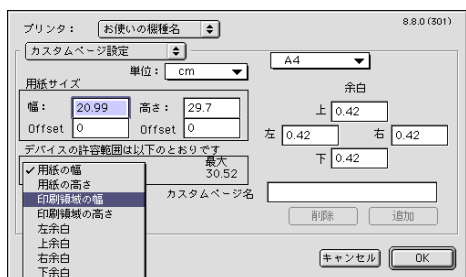 プリンタ： お使いの機種名 8.8.0 (301)
カスタムページ設定 A4
単位： cm
用紙サイズ 余白
幅： 20.99 高さ： 29.7 上 0.42
Offset 0 Offset 0 左 0.42 右 0.42
デバイスの許容範囲は以下のとおりです 下 0.42
最大
30.52
✓用紙の幅
用紙の高さ カスタムページ名
印刷領域の幅
印刷領域の高さ 削除 追加
左余白
上余白
右余白 キャンセル OK
下余白